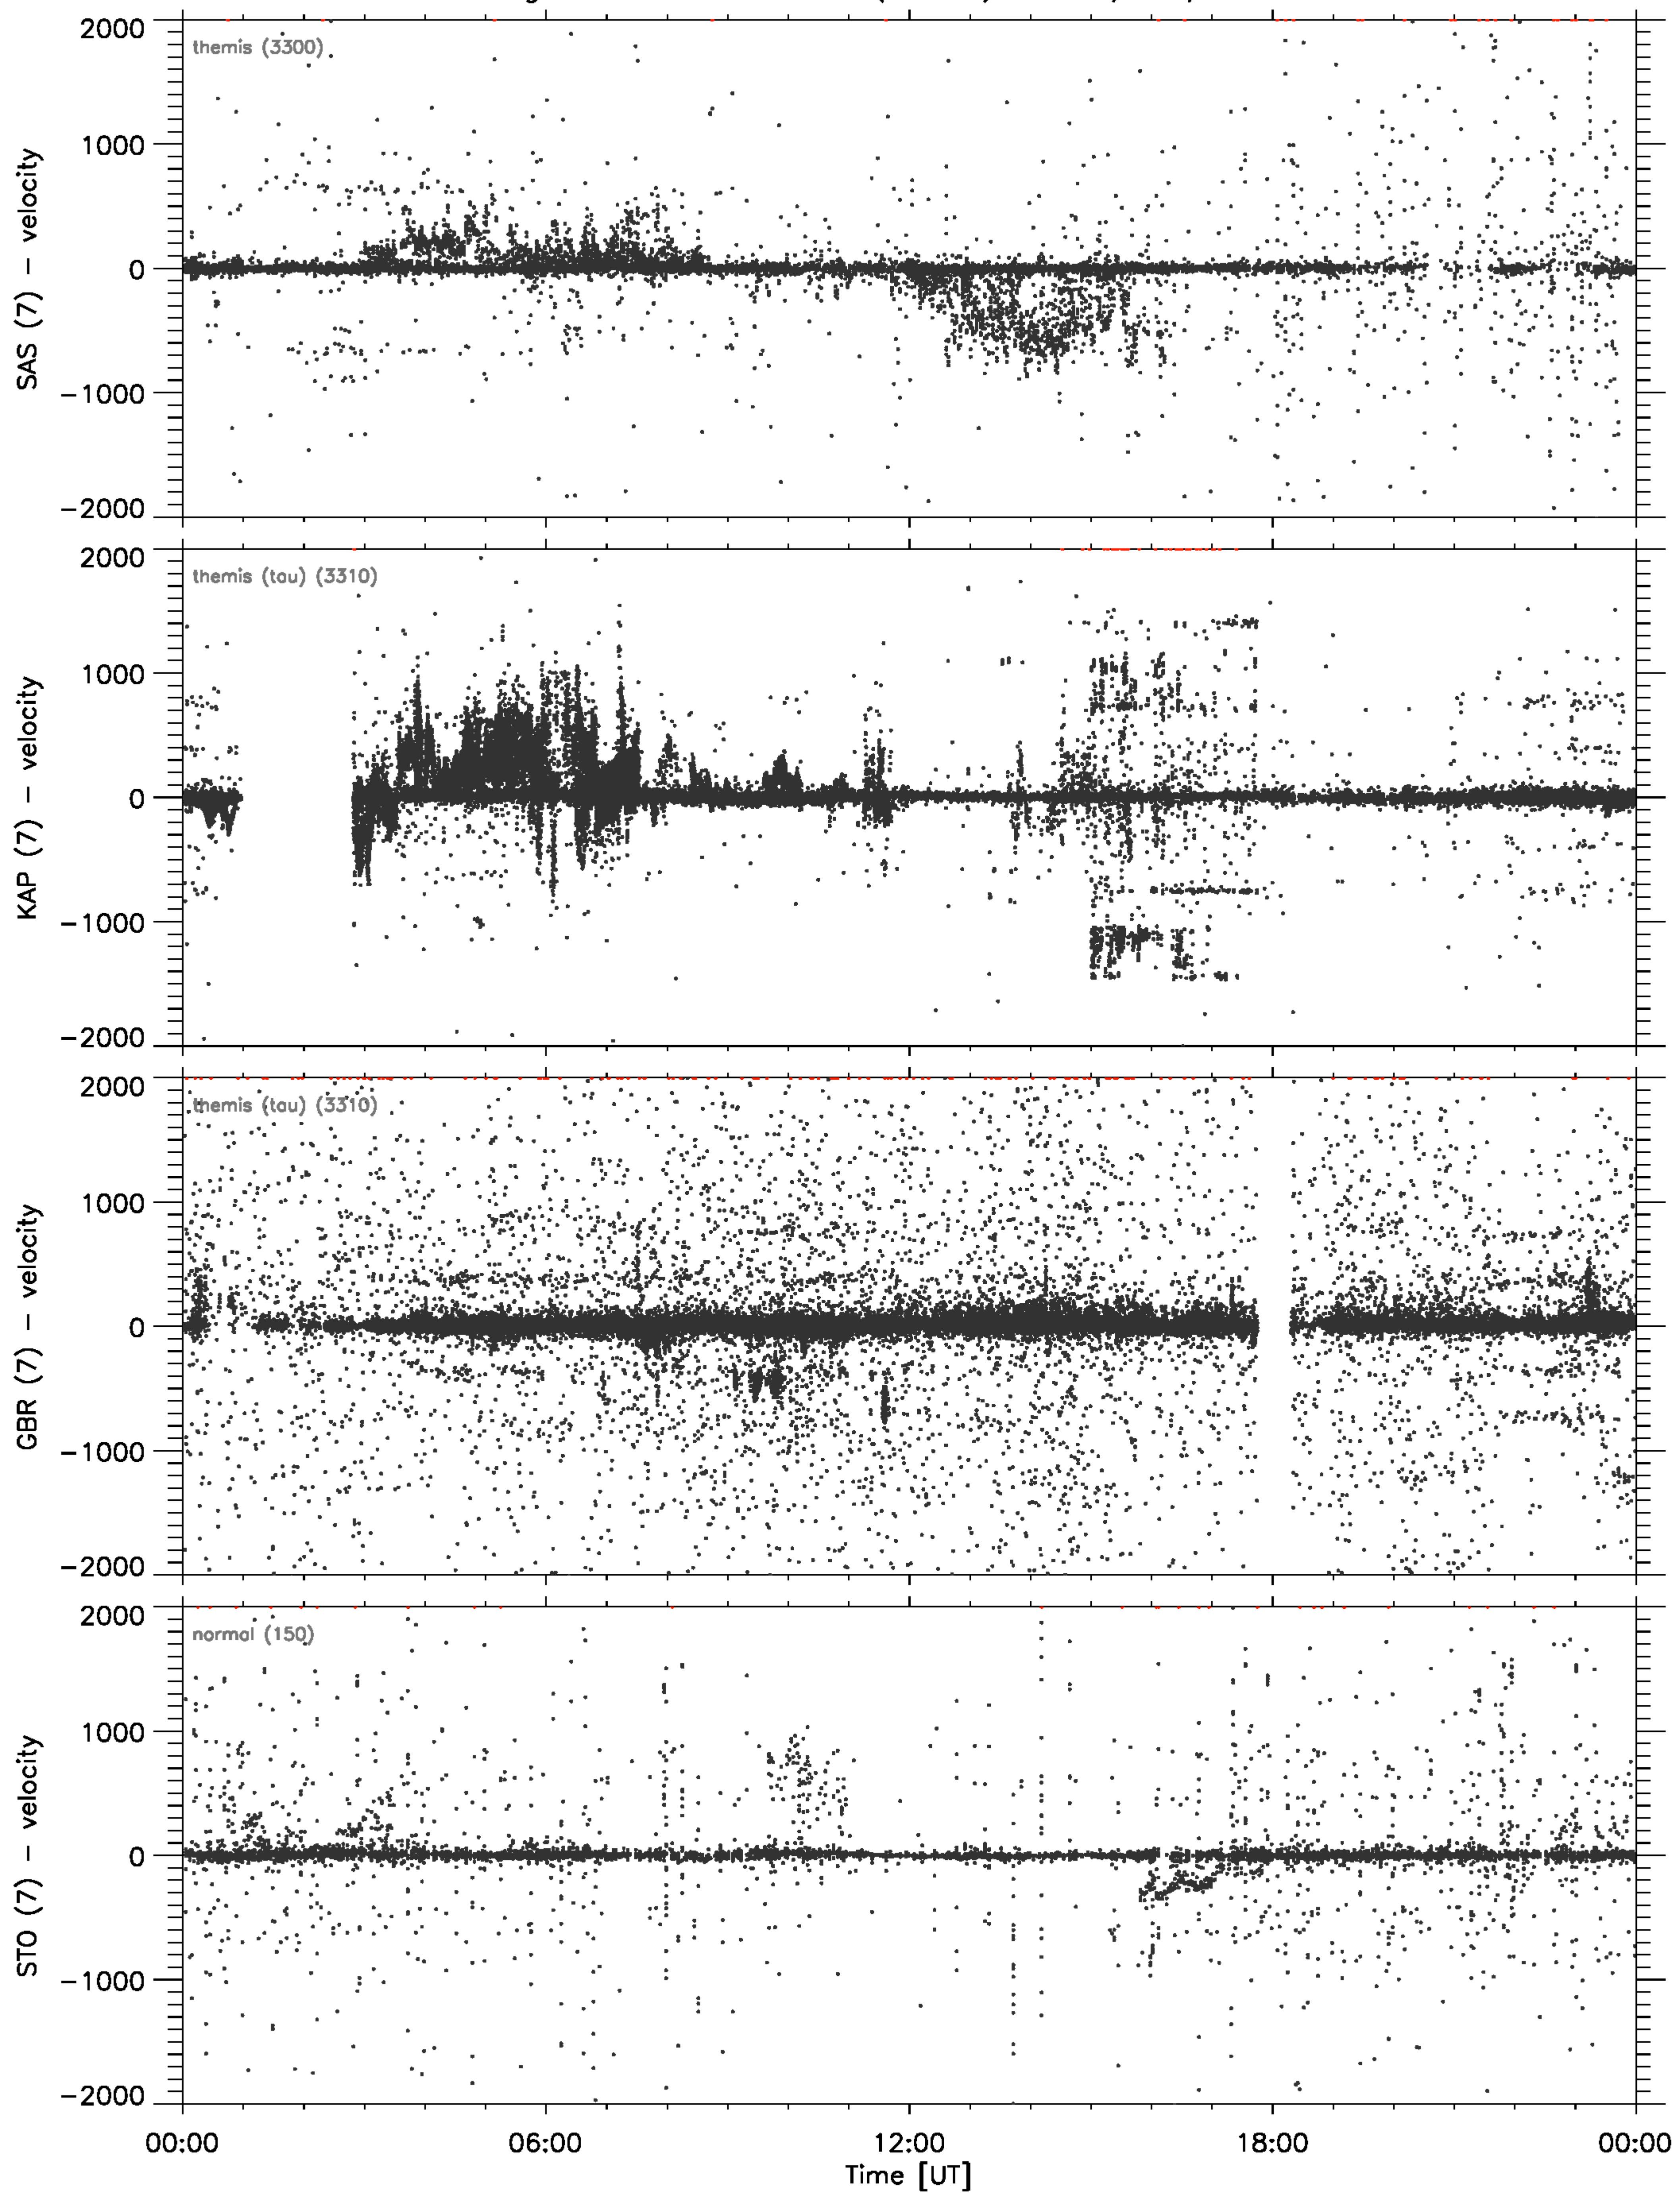 2000
themis (3300)
1000
SAS (7) – velocity
0
−1000
−2000
2000
themis (tau) (3310)
1000
KAP (7) – velocity
0
−1000
−2000
2000
themis (tau) (3310)
1000
GBR (7) – velocity
0
−1000
−2000
2000
normal (150)
1000
STO (7) – velocity
0
−1000
−2000
00:00 06:00 12:00 18:00 00:00
Time [UT]